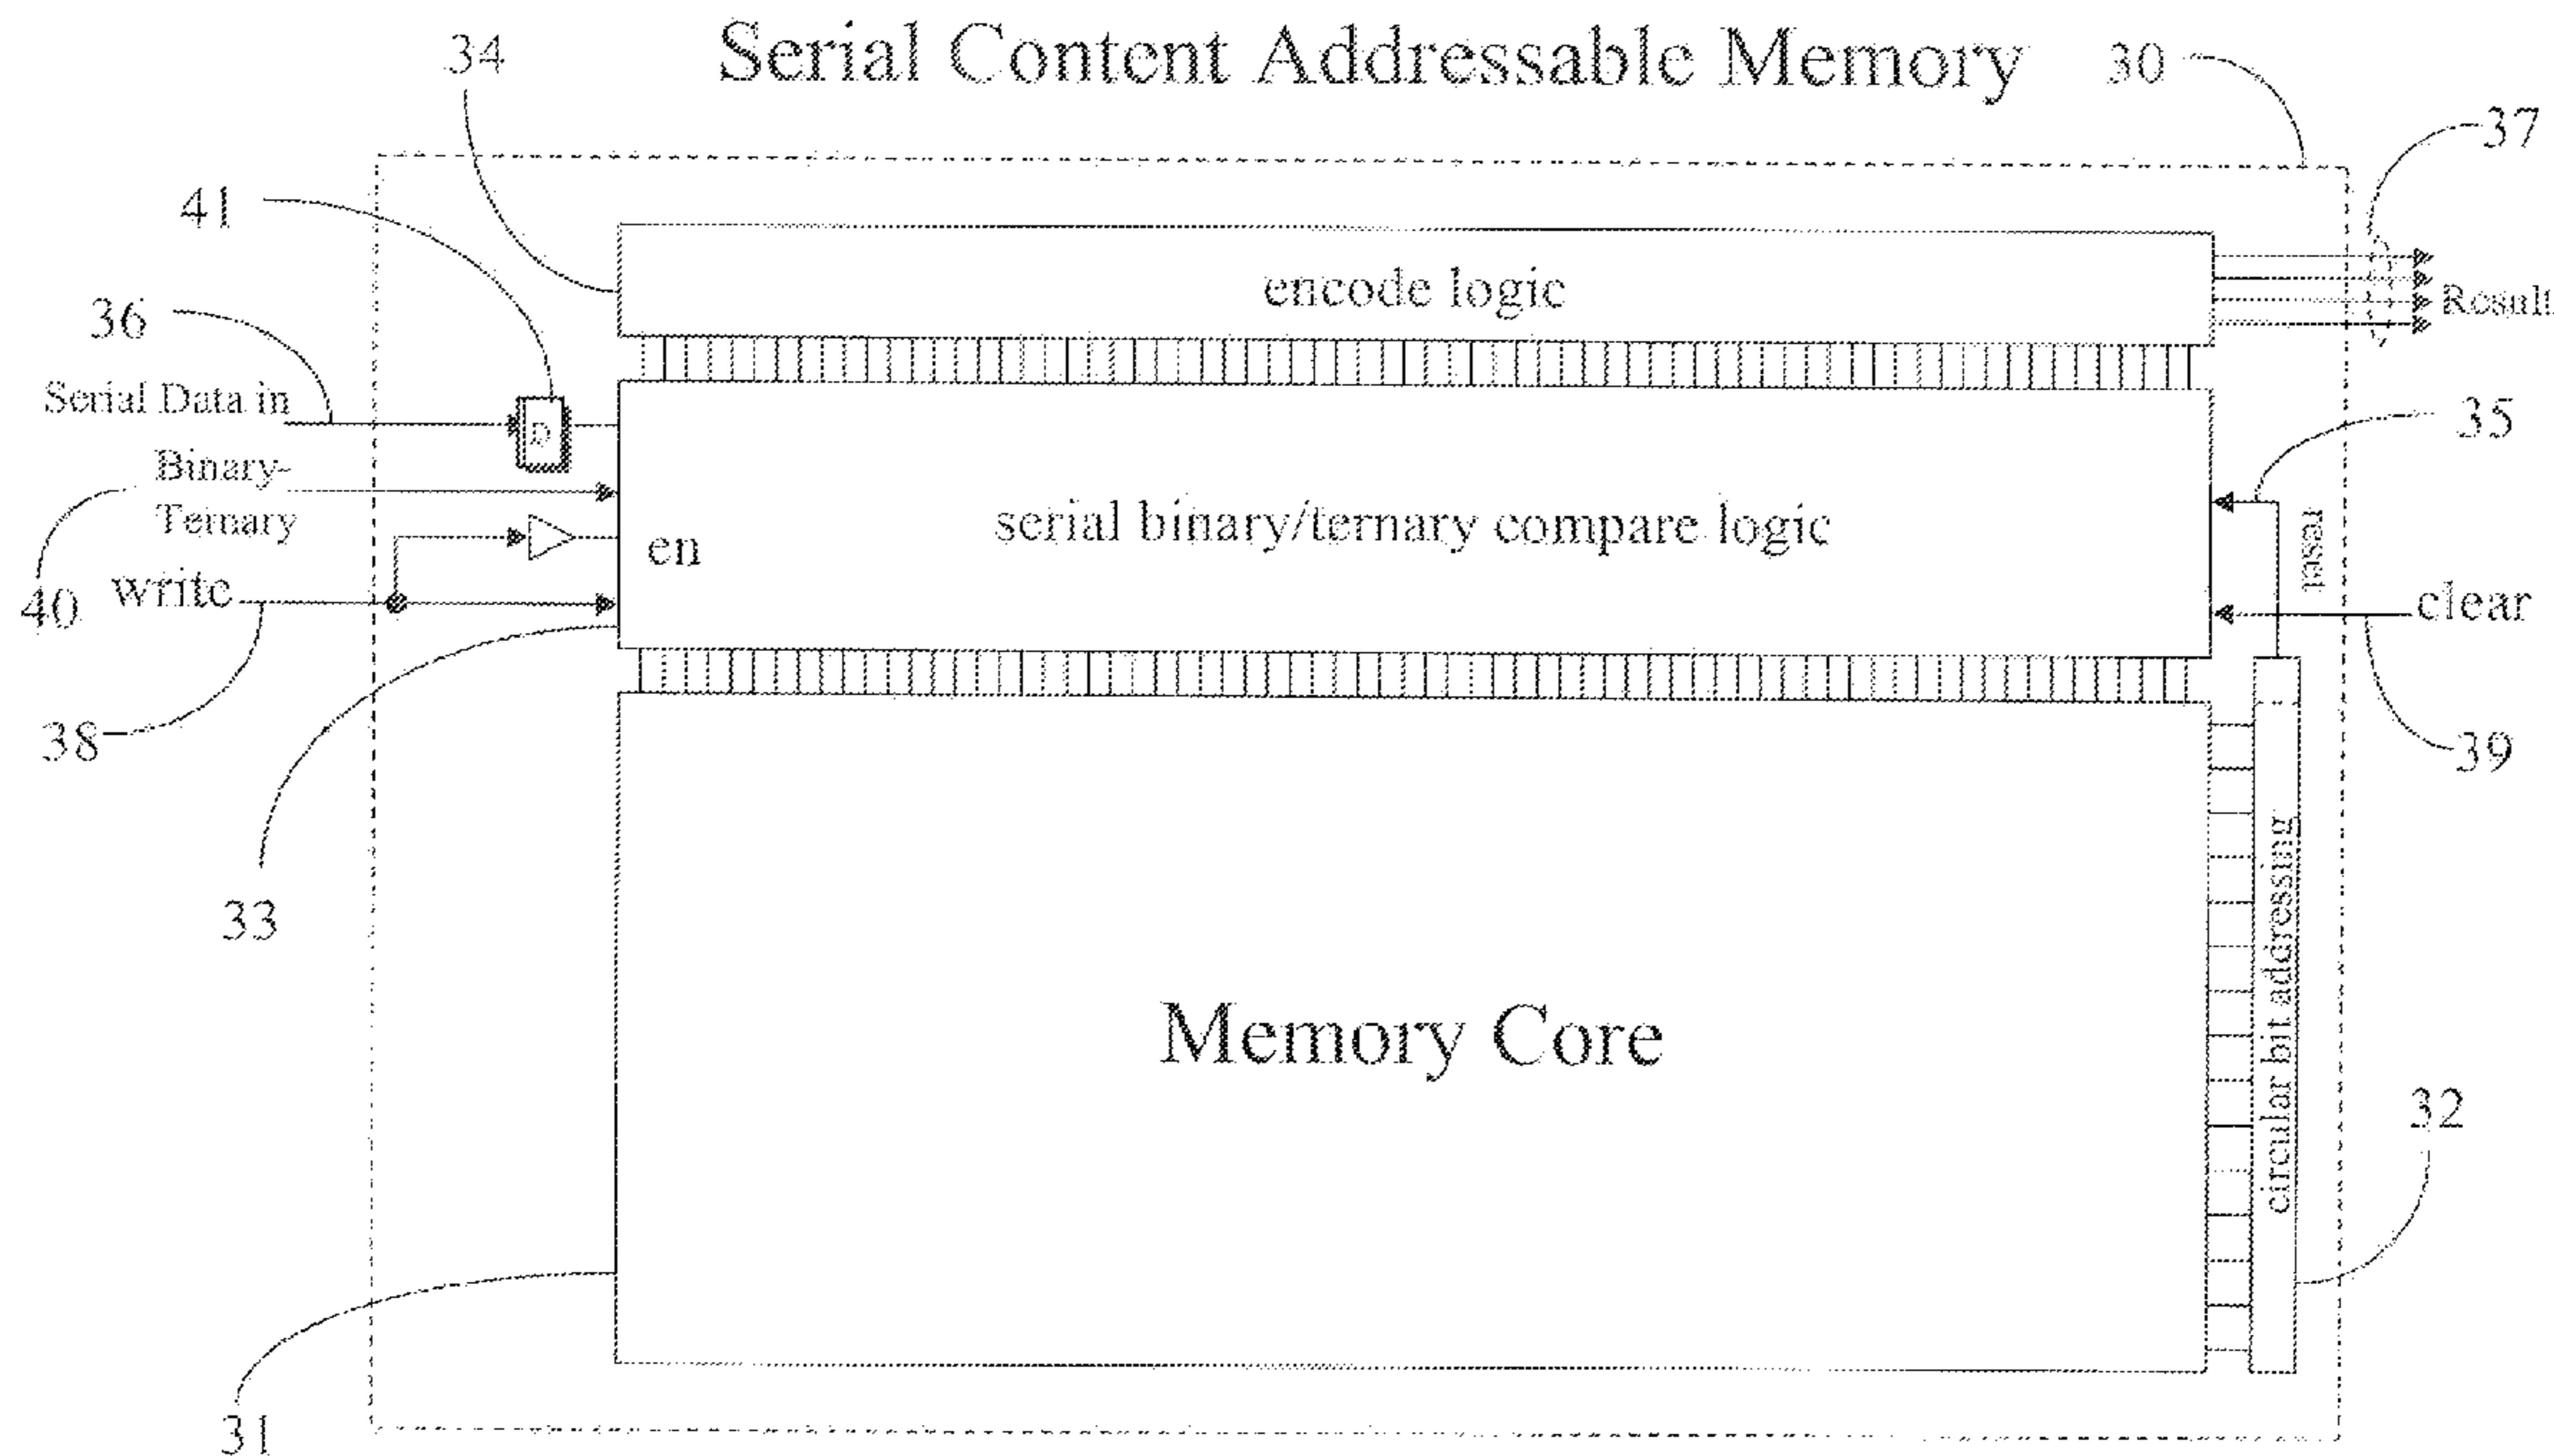 Serial Content Addressable Memory
34
30
37
41
encode logic
36
Result
Serial Data in
D
35
Binary-
Ternary
en
serial binary/ternary compare logic
reset
40
write
clear
38
39
33
circular bit addressing
Memory Core
32
31